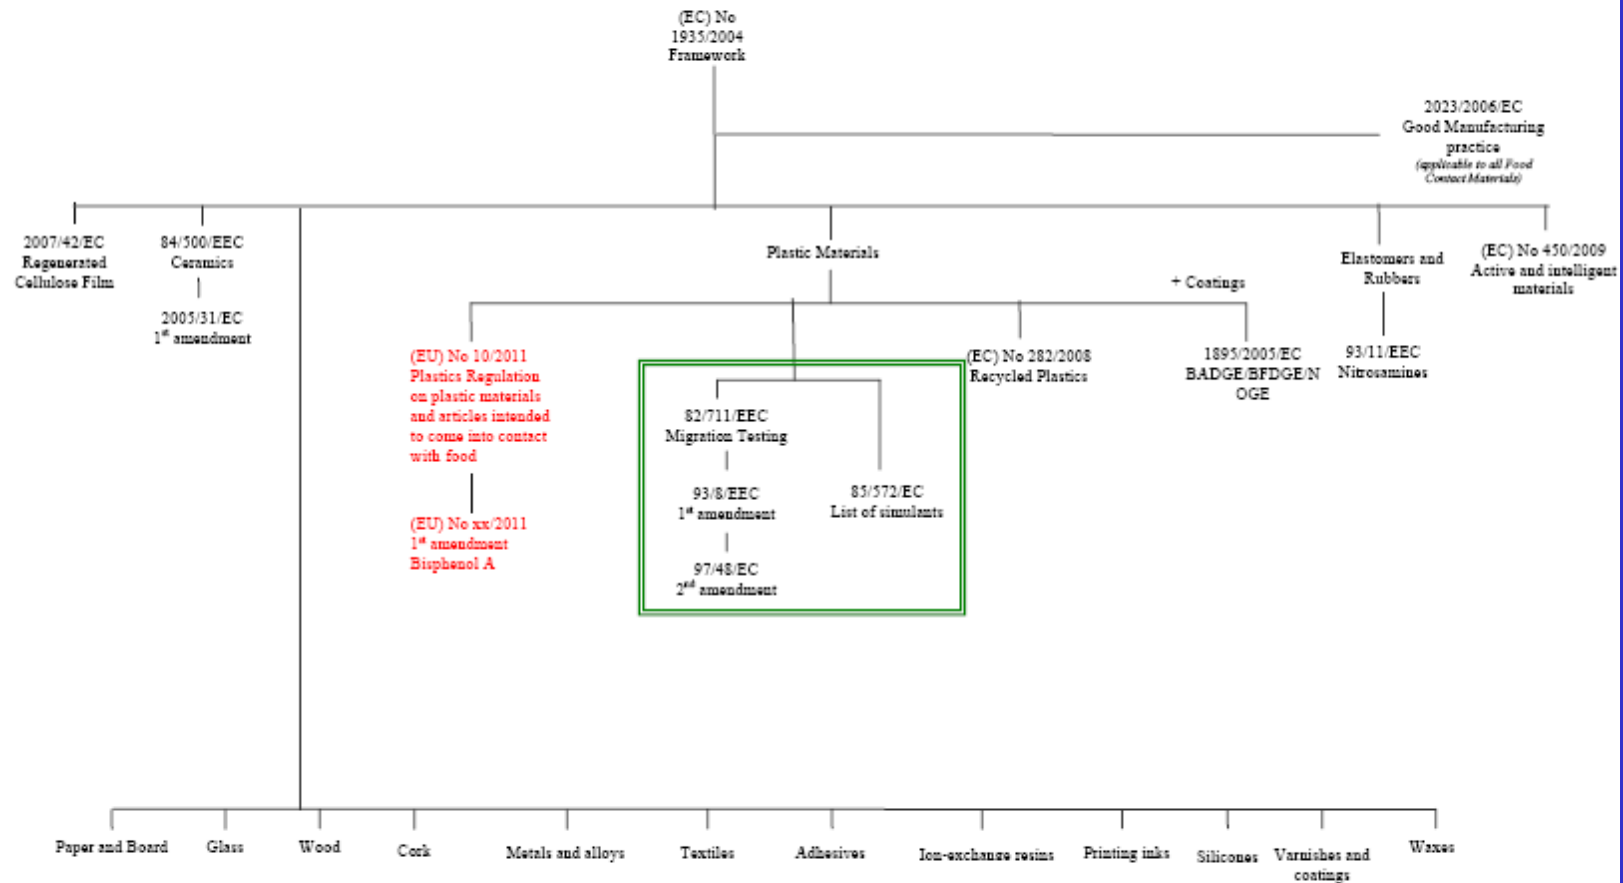 (EC) No
1935/2004
Framework
2023/2006/EC
Good Manufacturing
practice
(applicable to all Food
Contact Materials)
2007/42/EC
Regenerated
Cellulose Film
84/500/EEC
Ceramics
2005/31/EC
1st amendment
Plastic Materials
+ Coatings
Elastomers and
Rubbers
(EC) No 450/2009
Active and intelligent
materials
(EU) No 10/2011
Plastics Regulation
on plastic materials
and articles intended
to come into contact
with food
(EU) No xx/2011
1st amendment
Bisphenol A
82/711/EEC
Migration Testing
93/8/EEC
1st amendment
97/48/EC
2nd amendment
85/572/EC
List of simulants
(EC) No 282/2008
Recycled Plastics
1895/2005/EC
BADGE/BFDGE/N
OGE
93/11/EEC
Nitrosamines
Paper and Board
Glass
Wood
Cork
Metals and alloys
Textiles
Adhesives
Ion-exchange resins
Printing inks
Silicones
Varnishes and
coatings
Waxes